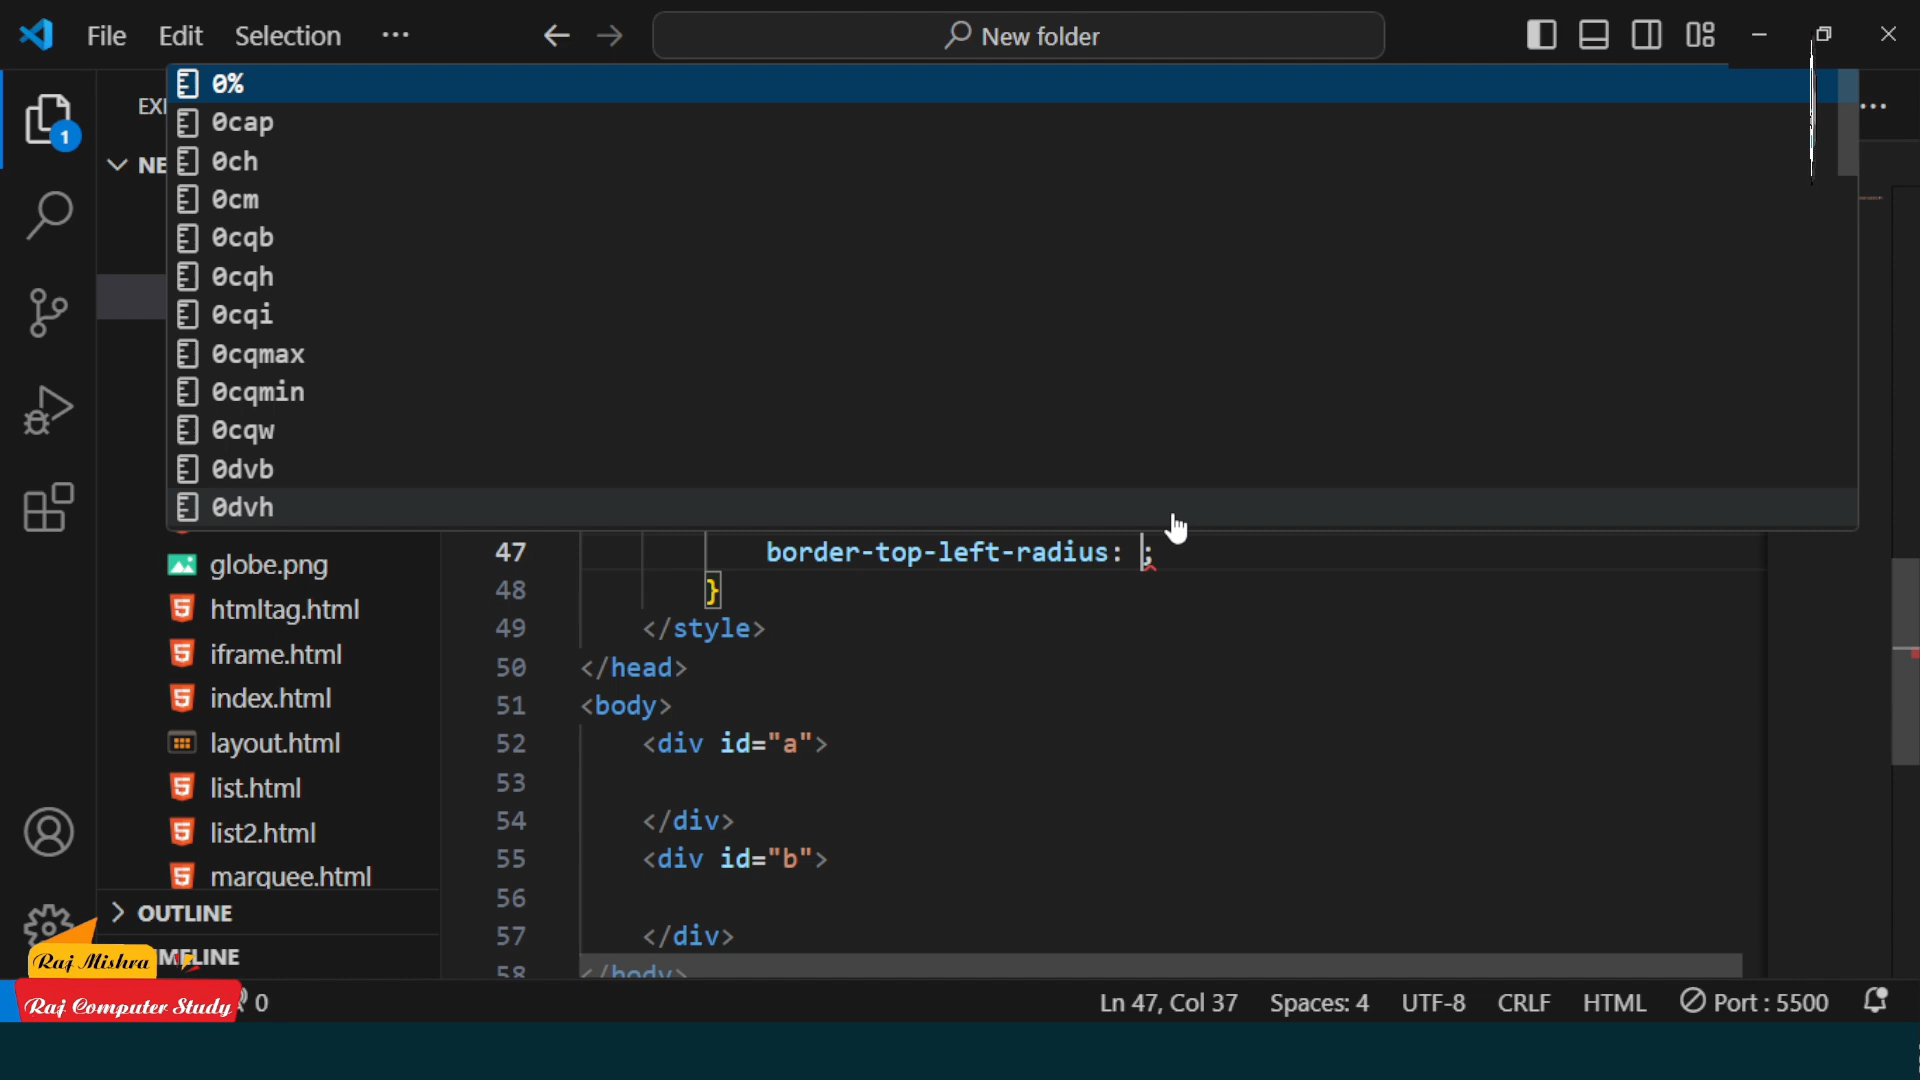 File Edit Selection ··· New folder
EX
NE
1
0%
0cap
0ch
0cm
0cqb
0cqh
0cqi
0cqmax
0cqmin
0cqw
0dvb
0dvh
globe.png
htmltag.html
iframe.html
index.html
layout.html
list.html
list2.html
marquee.html
OUTLINE
MELINE
47 border-top-left-radius: ;
48 }
49 </style>
50 </head>
51 <body>
52 <div id="a">
53
54 </div>
55 <div id="b">
56
57 </div>
58 </body>
Raj Mishra
Raj Computer Study
0 Ln 47, Col 37 Spaces: 4 UTF-8 CRLF HTML Port : 5500